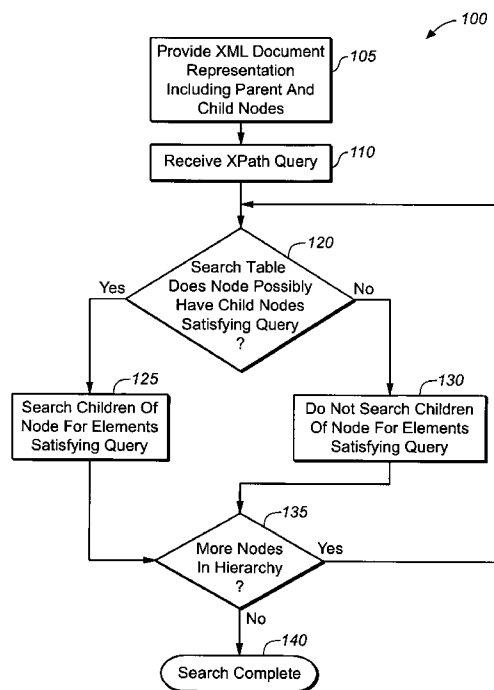 100
Provide XML Document
Representation
Including Parent And
Child Nodes
105
Receive XPath Query
110
120
Search Table
Does Node Possibly
Have Child Nodes
Satisfying Query
?
Yes
No
125
Search Children Of
Node For Elements
Satisfying Query
130
Do Not Search Children
Of Node For Elements
Satisfying Query
135
More Nodes
In Hierarchy
?
Yes
No
140
Search Complete